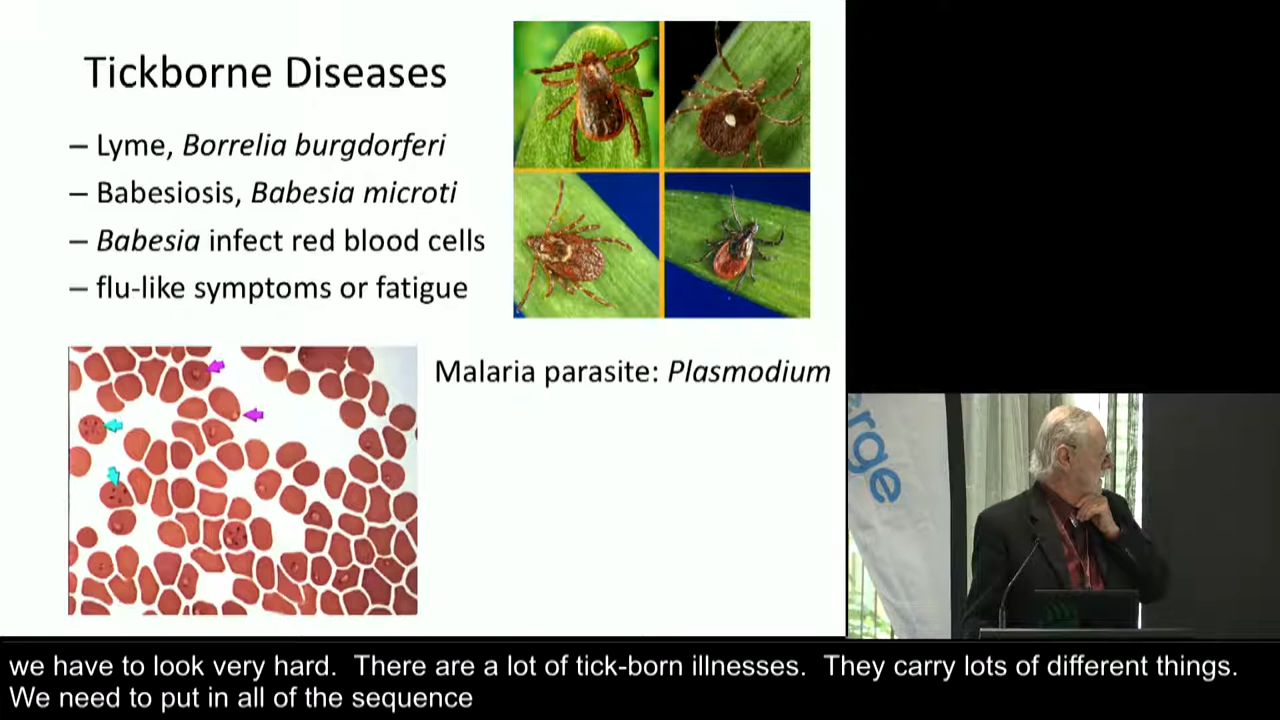 Tickborne Diseases
– Lyme, Borrelia burgdorferi
– Babesiosis, Babesia microti
– Babesia infect red blood cells
– flu-like symptoms or fatigue
Malaria parasite: Plasmodium
erge
we have to look very hard.  There are a lot of tick-born illnesses.  They carry lots of different things.
We need to put in all of the sequence